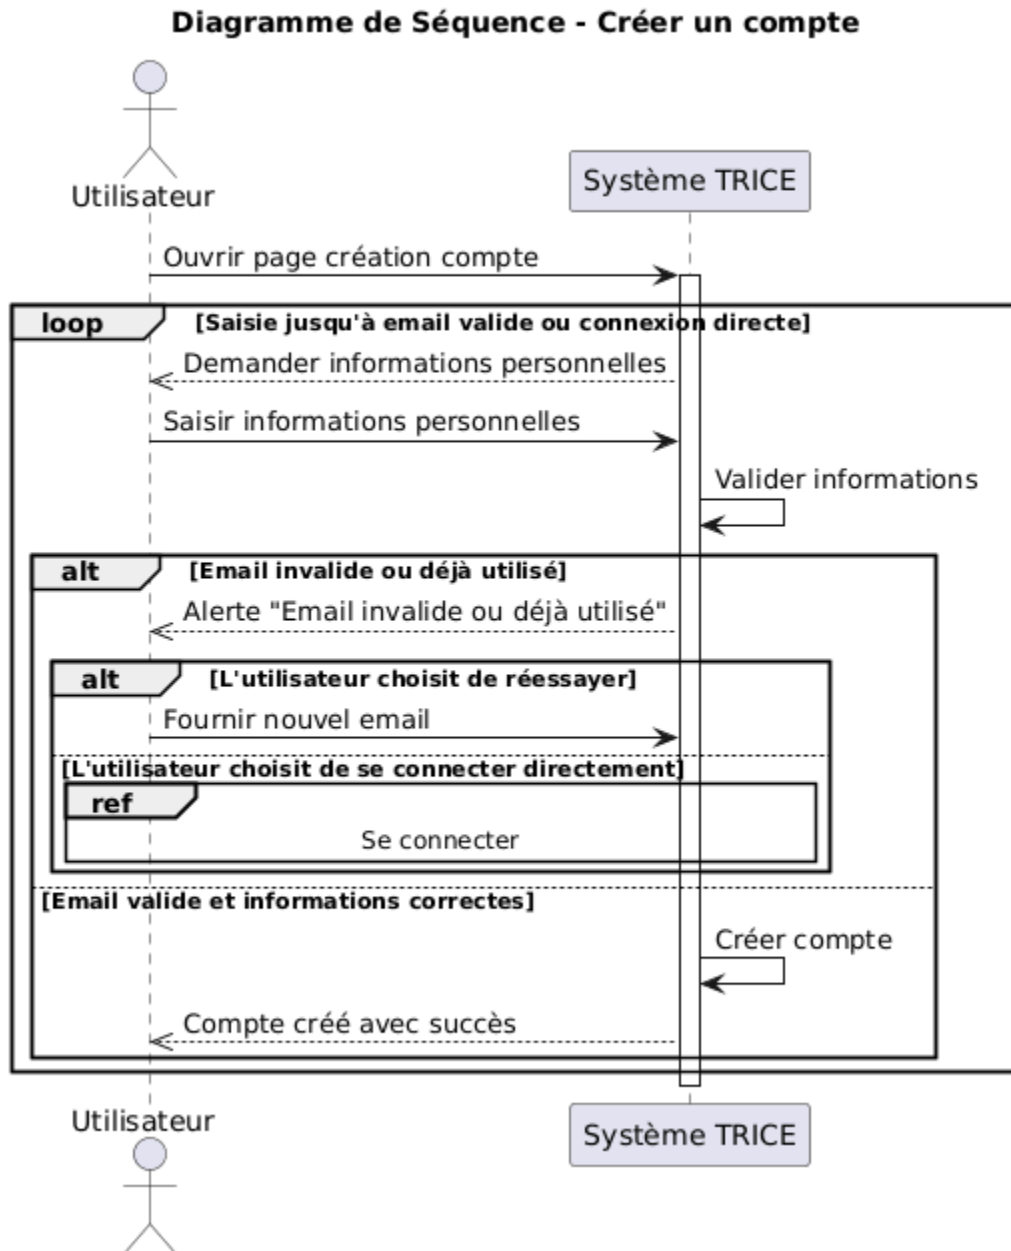 Diagramme de Séquence - Créer un compte
Utilisateur
Système TRICE
Ouvrir page création compte
loop [Saisie jusqu'à email valide ou connexion directe]
Demander informations personnelles
Saisir informations personnelles
Valider informations
alt [Email invalide ou déjà utilisé]
Alerte "Email invalide ou déjà utilisé"
alt [L'utilisateur choisit de réessayer]
Fournir nouvel email
[L'utilisateur choisit de se connecter directement]
ref
Se connecter
[Email valide et informations correctes]
Créer compte
Compte créé avec succès
Utilisateur
Système TRICE